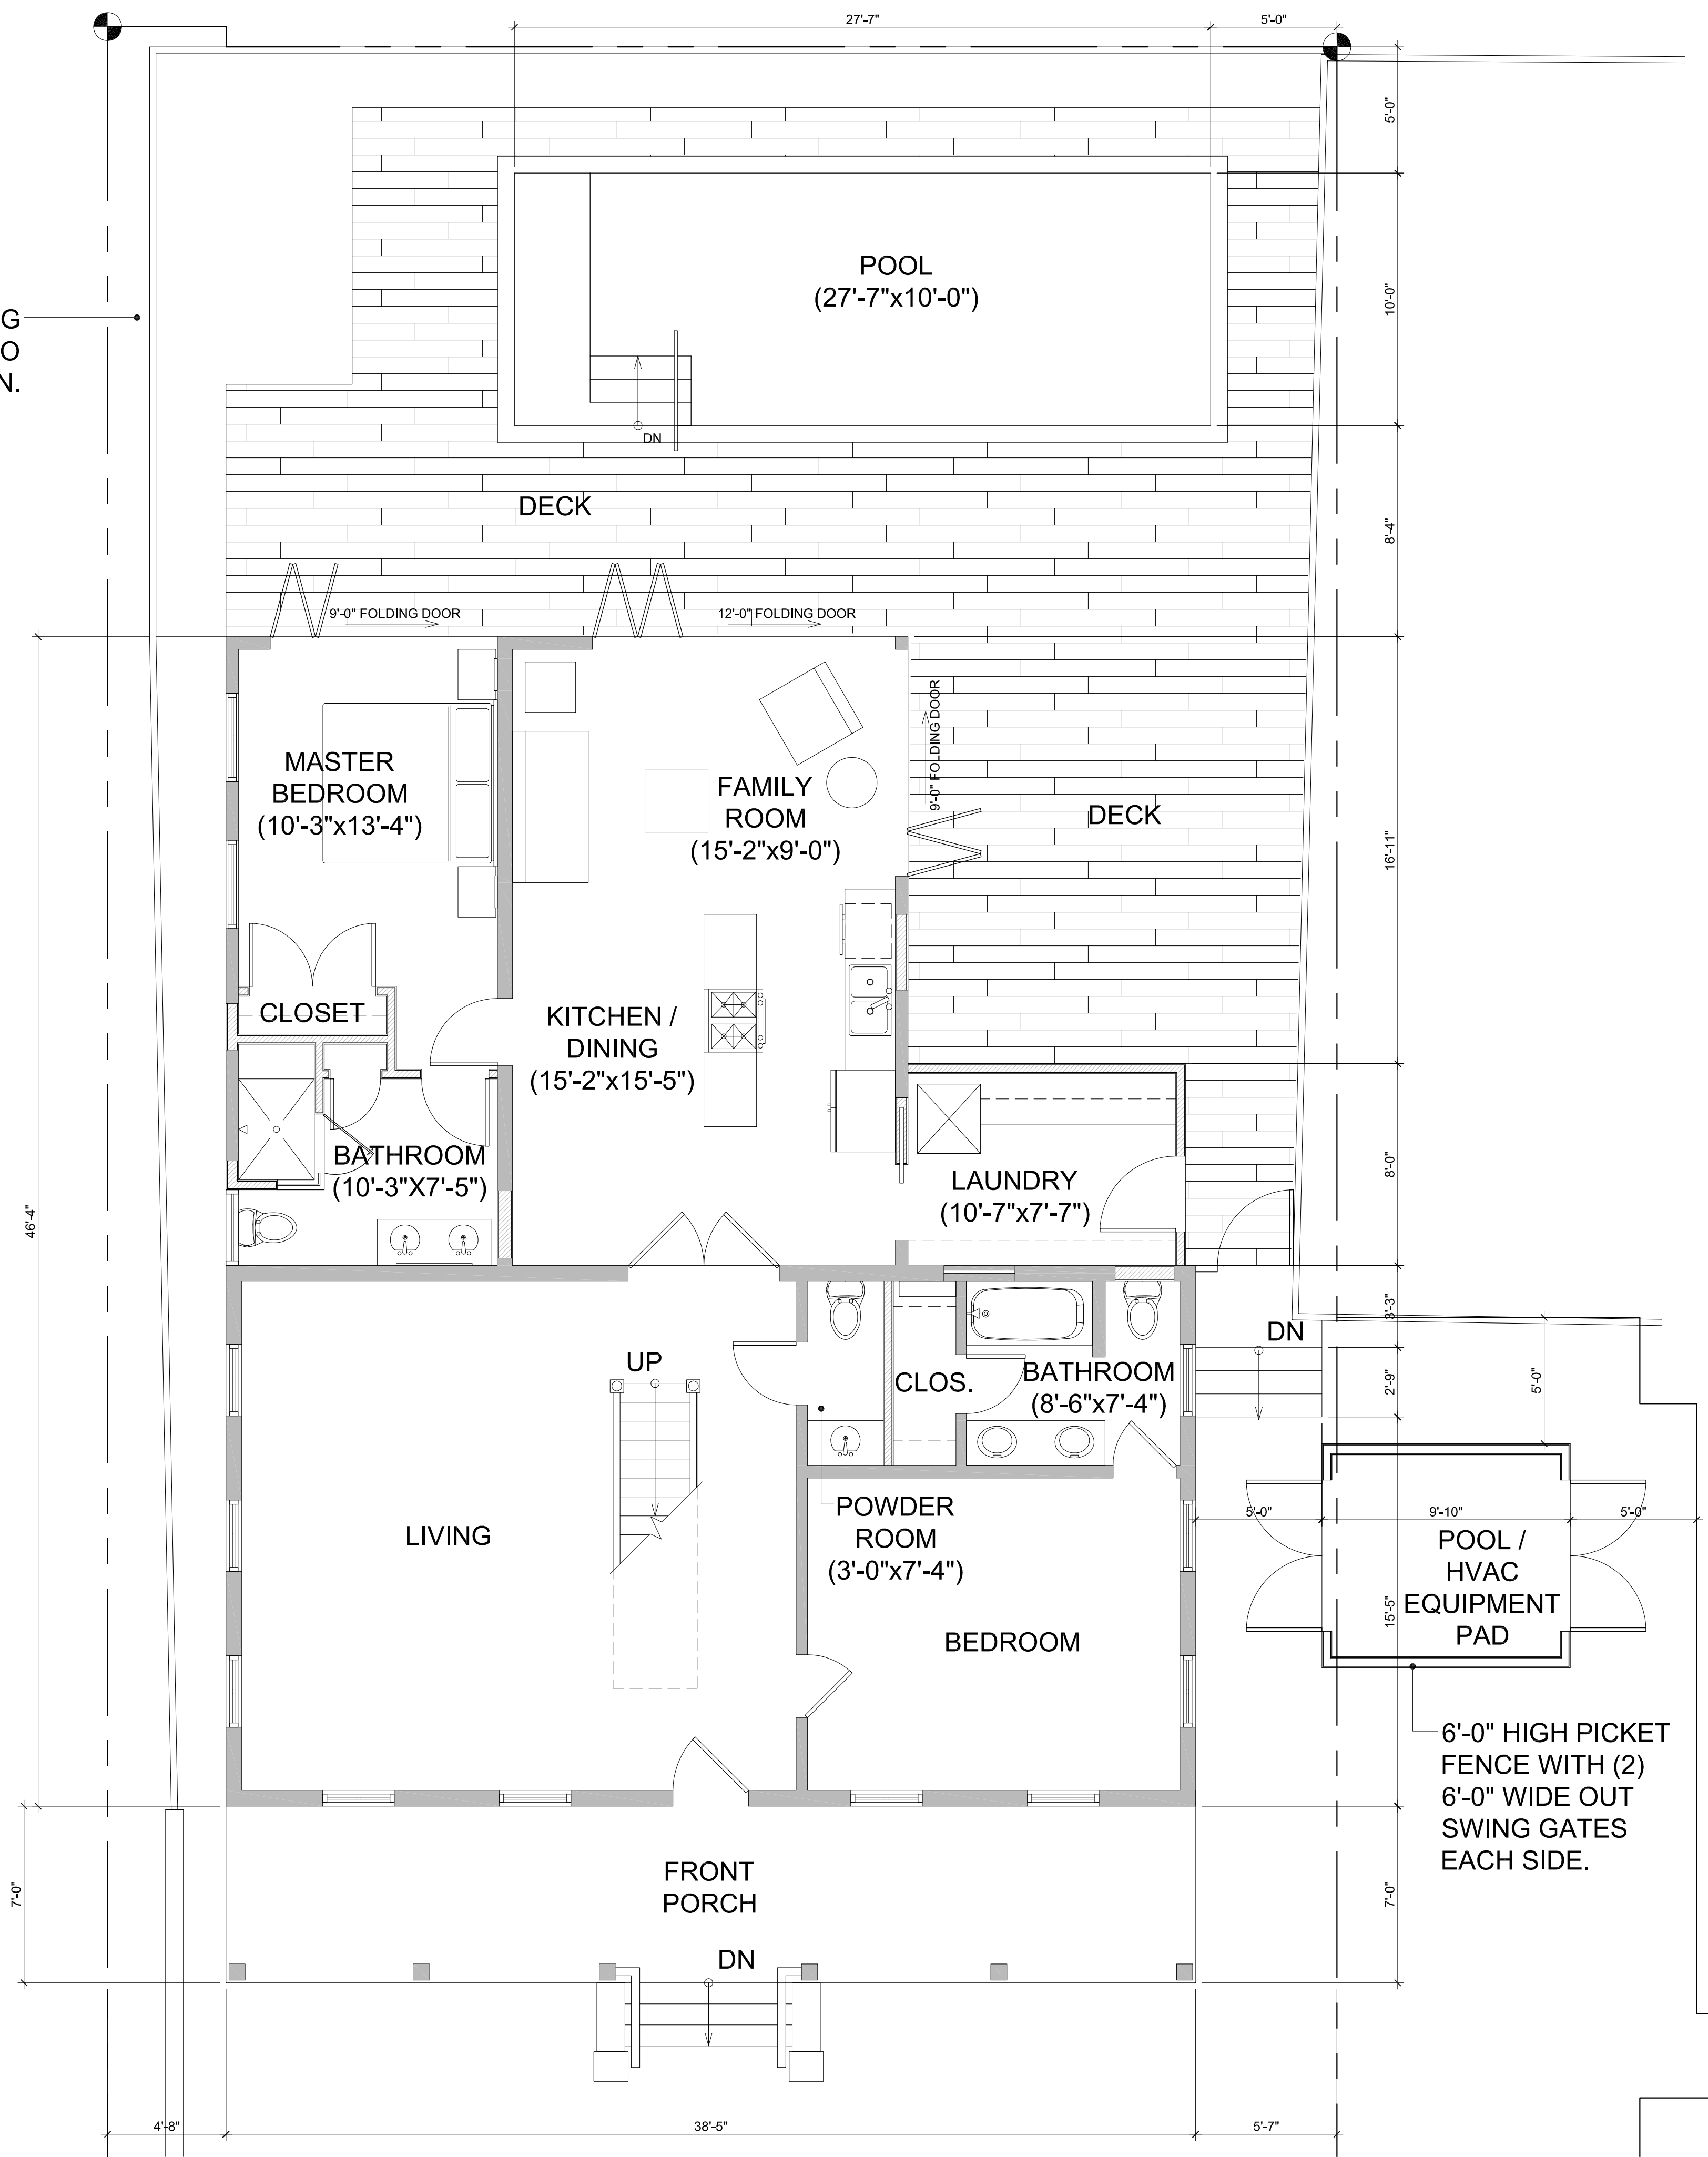 27'-7"
5'-0"
5'-0"
POOL
(27'-7"x10'-0")
10'-0"
G
O
N.
DN
DECK
8'-4"
9'-0" FOLDING DOOR
12'-0" FOLDING DOOR
9'-0" FOLDING DOOR
MASTER
BEDROOM
(10'-3"x13'-4")
FAMILY
ROOM
(15'-2"x9'-0")
DECK
16'-11"
CLOSET
KITCHEN /
DINING
(15'-2"x15'-5")
BATHROOM
(10'-3"X7'-5")
LAUNDRY
(10'-7"x7'-7")
8'-0"
46'-4"
3'-3"
DN
UP
CLOS.
BATHROOM
(8'-6"x7'-4")
2'-9"
5'-0"
LIVING
POWDER
ROOM
(3'-0"x7'-4")
5'-0"
9'-10"
5'-0"
POOL /
HVAC
EQUIPMENT
PAD
15'-5"
BEDROOM
6'-0" HIGH PICKET
FENCE WITH (2)
6'-0" WIDE OUT
SWING GATES
EACH SIDE.
FRONT
PORCH
7'-0"
7'-0"
DN
4'-8"
38'-5"
5'-7"